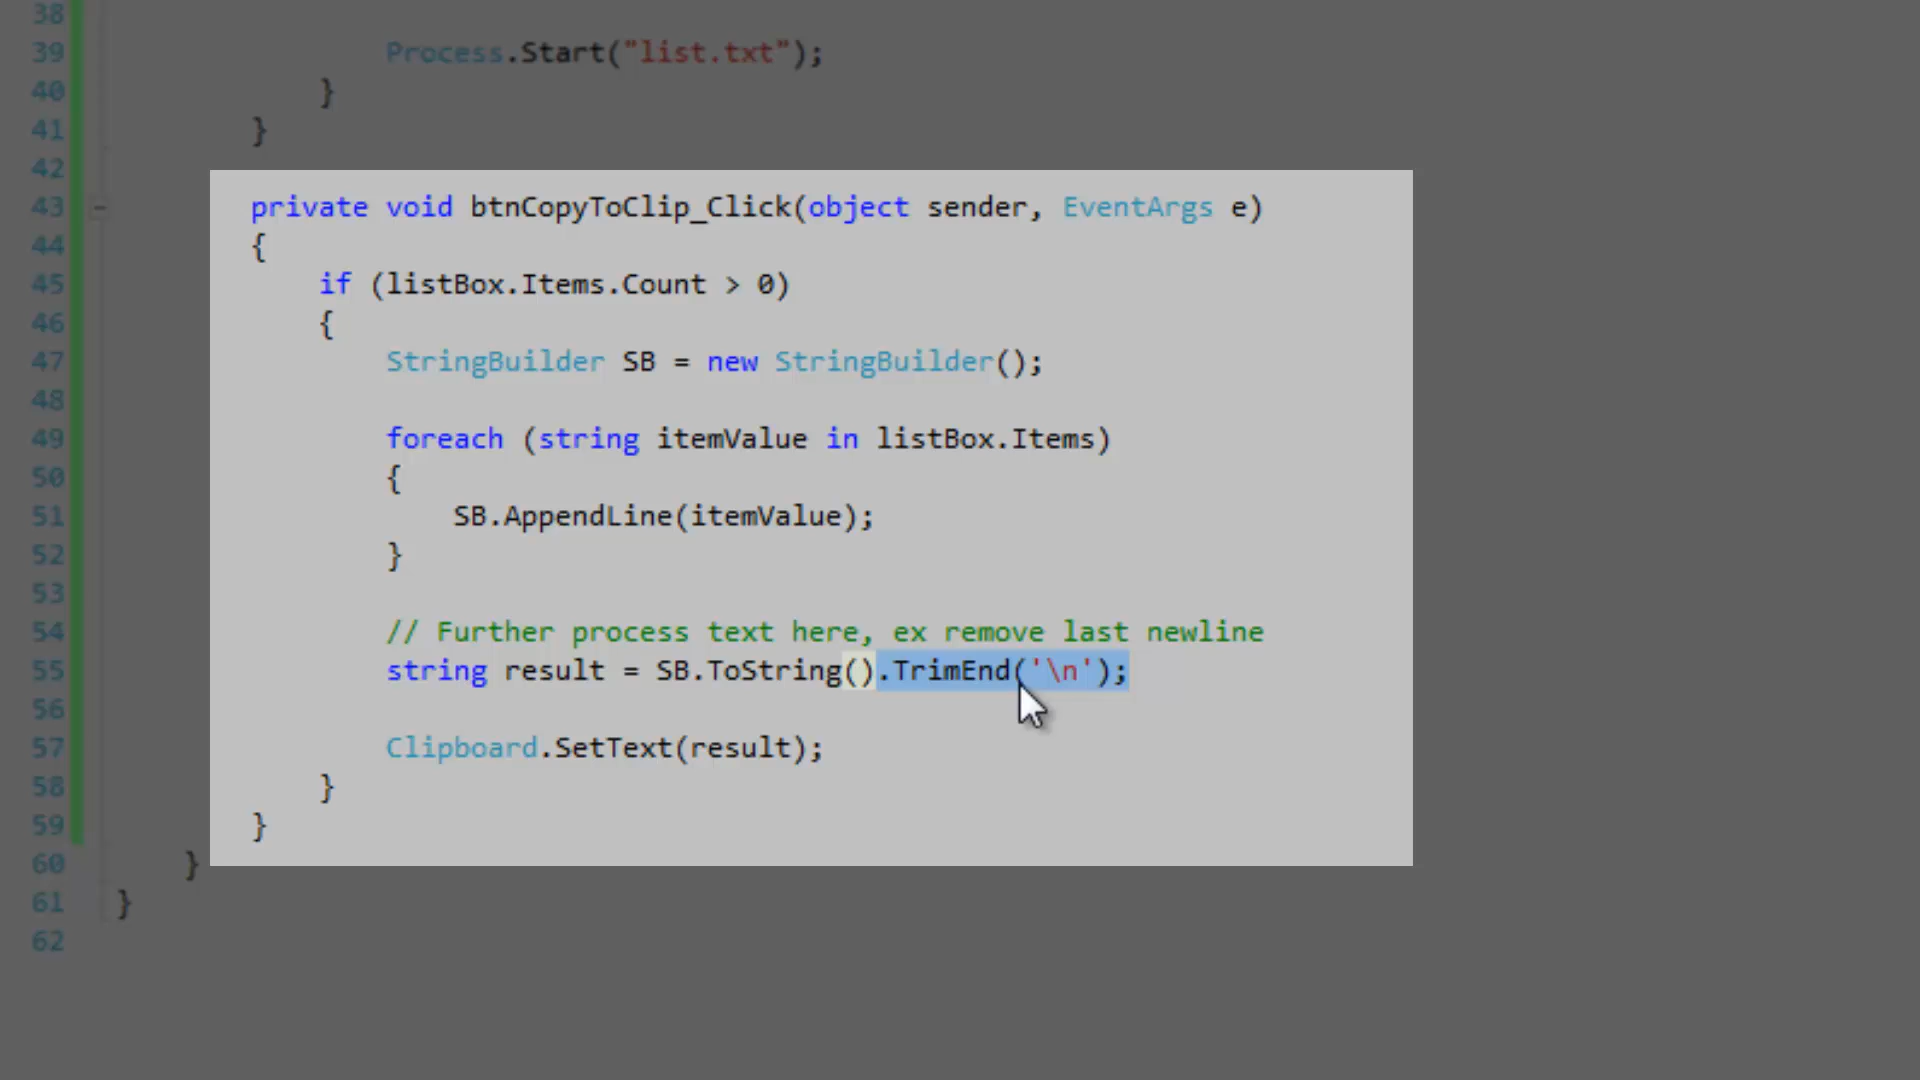 38
39 Process.Start("list.txt");
40 }
41 }
42
43 private void btnCopyToClip_Click(object sender, EventArgs e)
44 {
45 if (listBox.Items.Count > 0)
46 {
47 StringBuilder SB = new StringBuilder();
48
49 foreach (string itemValue in listBox.Items)
50 {
51 SB.AppendLine(itemValue);
52 }
53
54 // Further process text here, ex remove last newline
55 string result = SB.ToString().TrimEnd('\n');
56
57 Clipboard.SetText(result);
58 }
59 }
60 }
61 }
62